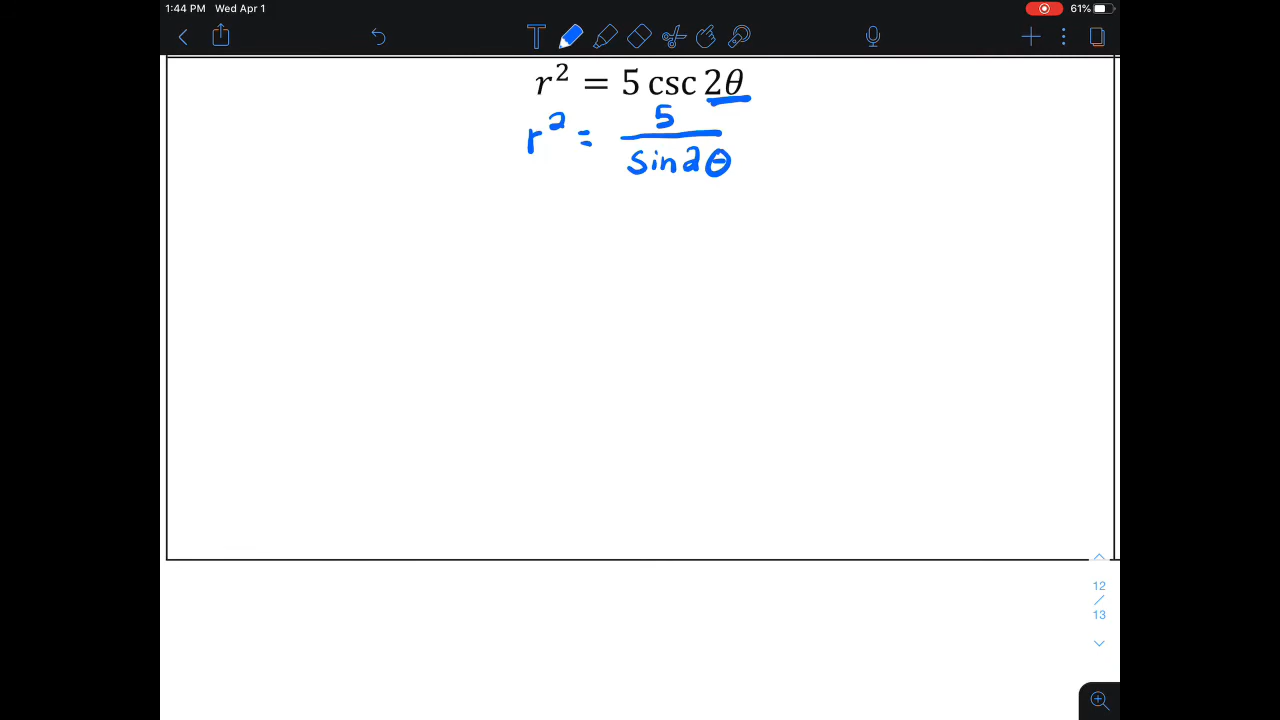 1:44 PM Wed Apr 1 61%
T
r² = 5 csc 2θ
r² = 5/sin2θ
12
/
13